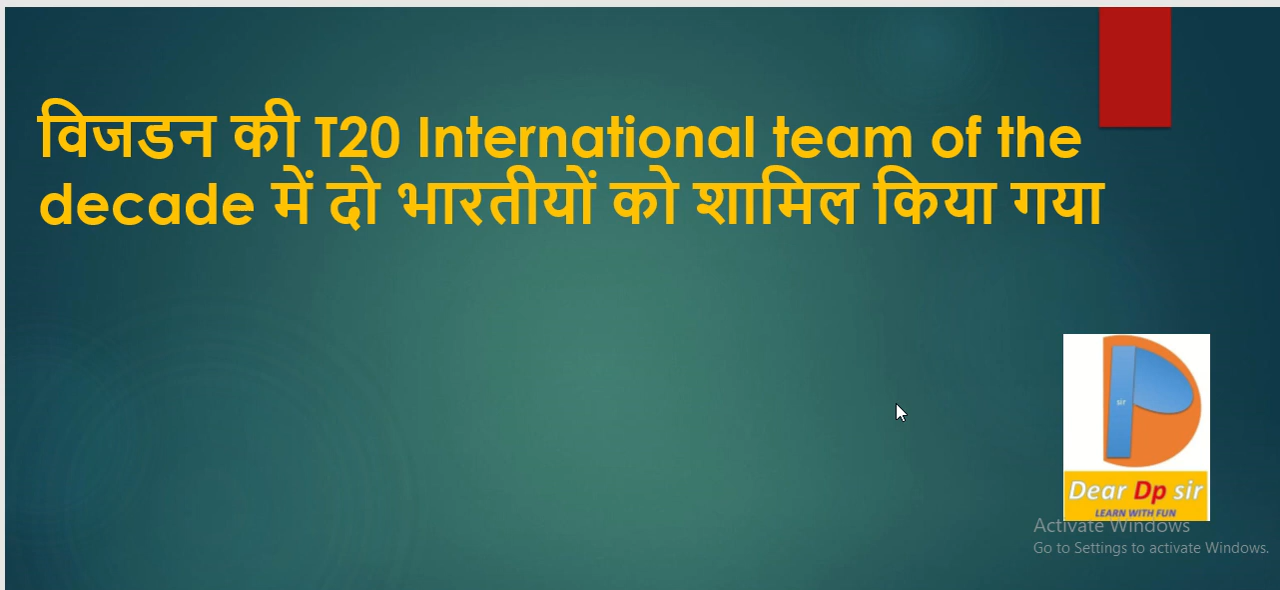 विजडन की T20 International team of the
decade में दो भारतीयों को शामिल किया गया
sir
Dear Dp sir
LEARN WITH FUN
Activate Windows
Go to Settings to activate Windows.